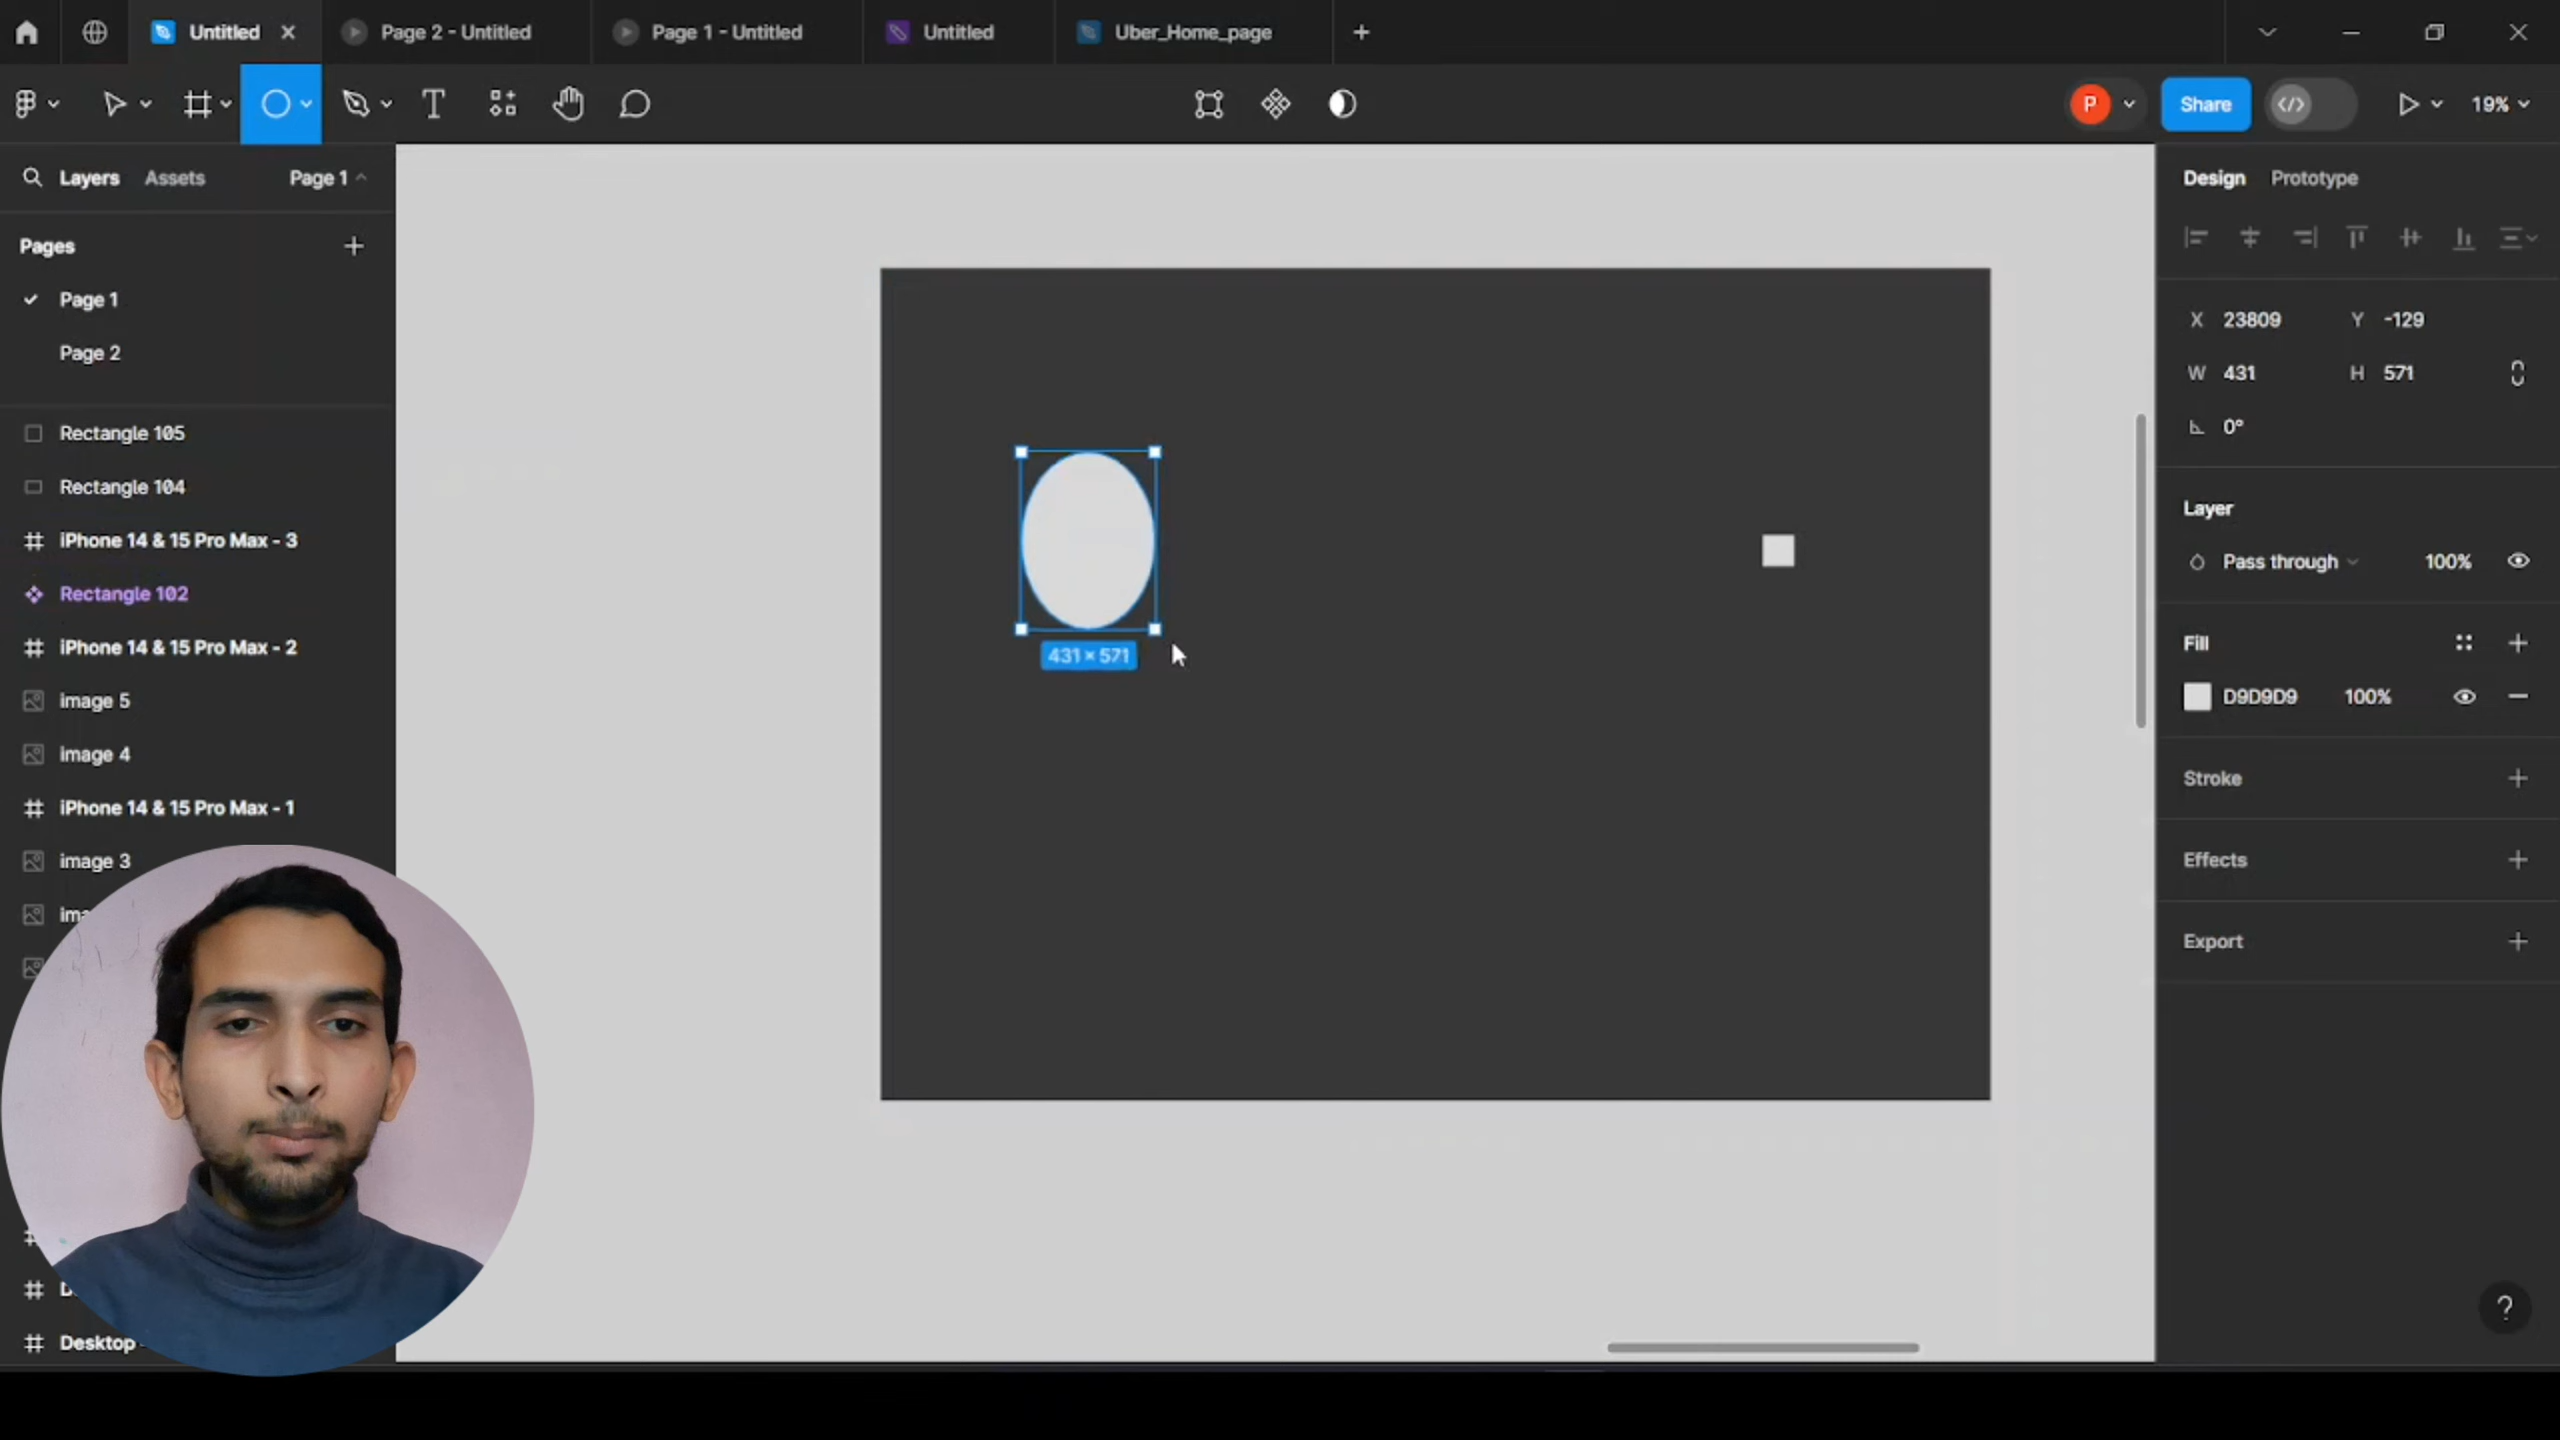 Untitled
Page 2 - Untitled
Page 1 - Untitled
Untitled
Uber_Home_page
P
Share
19%
Layers
Assets
Page 1
Pages
Page 1
Page 2
Rectangle 105
Rectangle 104
iPhone 14 & 15 Pro Max - 3
Rectangle 102
iPhone 14 & 15 Pro Max - 2
image 5
image 4
iPhone 14 & 15 Pro Max - 1
image 3
Desktop -
431 × 571
Design
Prototype
X 23809
Y -129
W 431
H 571
0°
Layer
Pass through
100%
Fill
D9D9D9
100%
Stroke
Effects
Export
?